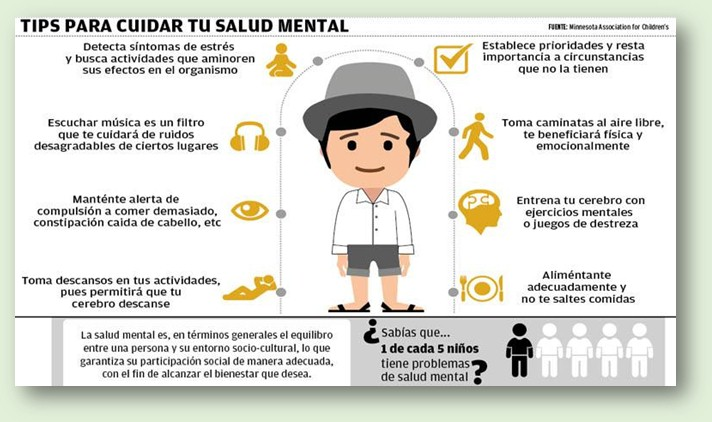 TIPS PARA CUIDAR TU SALUD MENTAL
FUENTE: Minnesota Association for Children's
Detecta síntomas de estrés
y busca actividades que aminoren
sus efectos en el organismo
Establece prioridades y resta
importancia a circunstancias
que no la tienen
Escuchar música es un filtro
que te cuidará de ruidos
desagradables de ciertos lugares
Toma caminatas al aire libre,
te beneficiará física y
emocionalmente
Manténte alerta de
compulsión a comer demasiado,
constipación caida de cabello, etc
Entrena tu cerebro con
ejercicios mentales
o juegos de destreza
Toma descansos en tus actividades,
pues permitirá que tu
cerebro descanse
Aliméntante
adecuadamente y
no te saltes comidas
La salud mental es, en términos generales el equilibrio
entre una persona y su entorno socio-cultural, lo que
garantiza su participación social de manera adecuada,
con el fin de alcanzar el bienestar que desea.
¿Sabías que...
1 de cada 5 niños
tiene problemas
de salud mental?